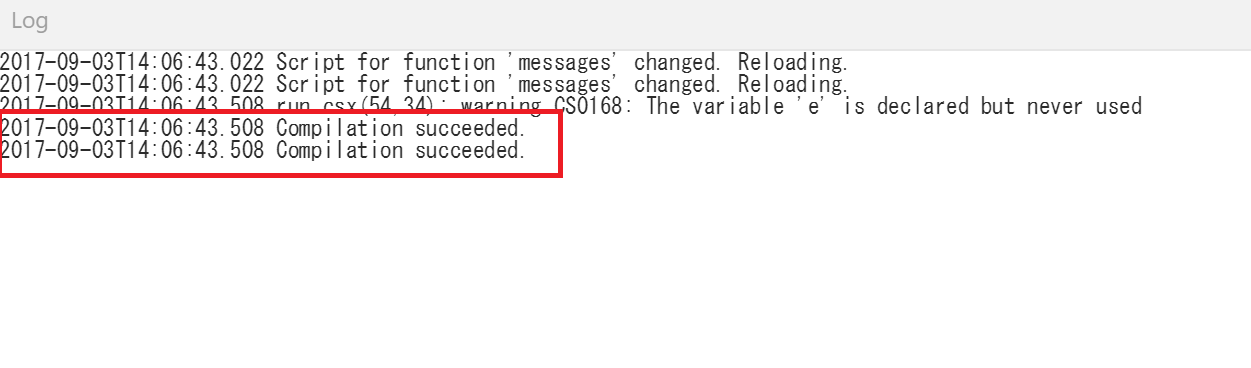 Log
2017-09-03T14:06:43.022 Script for function 'messages' changed. Reloading.
2017-09-03T14:06:43.022 Script for function 'messages' changed. Reloading.
2017-09-03T14:06:43.508 run.csx(54,34): warning CS0168: The variable 'e' is declared but never used
2017-09-03T14:06:43.508 Compilation succeeded.
2017-09-03T14:06:43.508 Compilation succeeded.